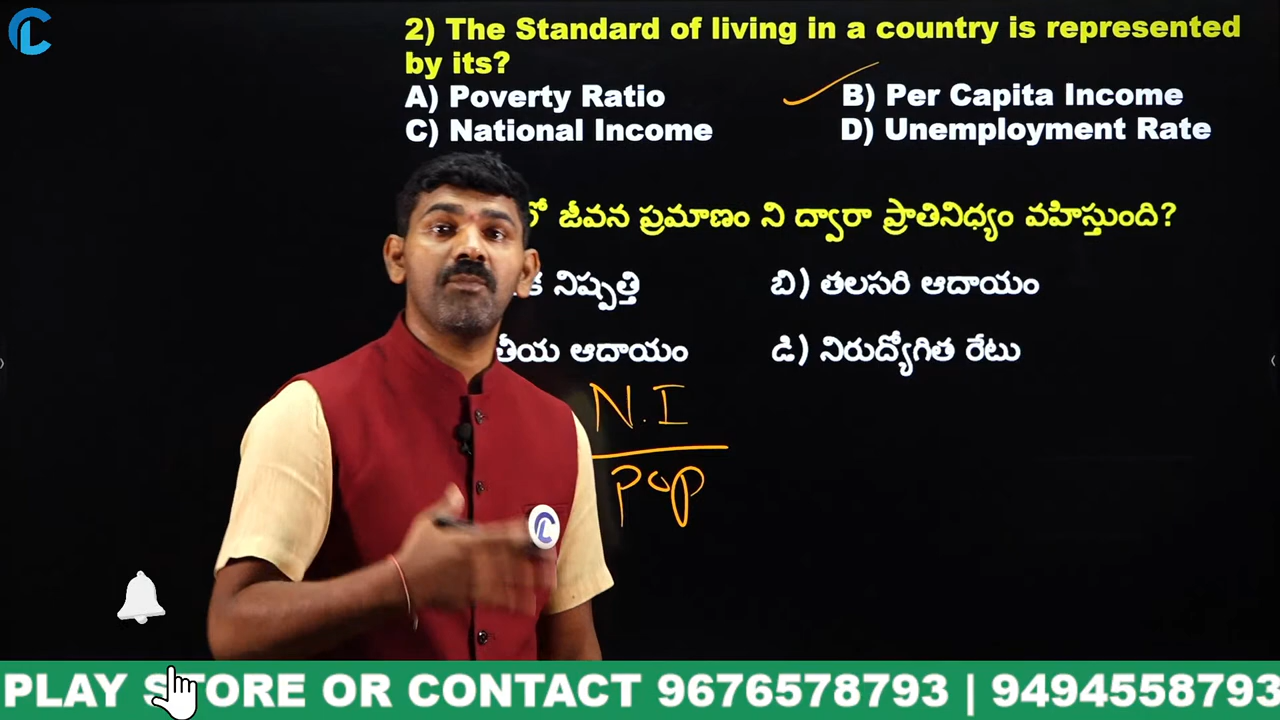 2) The Standard of living in a country is represented
by its?
A) Poverty Ratio B) Per Capita Income
C) National Income D) Unemployment Rate
జీవన ప్రమాణం ని ద్వారా ప్రాతినిధ్యం వహిస్తుంది?
నిష్పత్తి బి) తలసరి ఆదాయం
ఆదాయం డి) నిరుద్యోగిత రేటు
N.I
Pop
PLAY STORE OR CONTACT 9676578793 | 9494558793